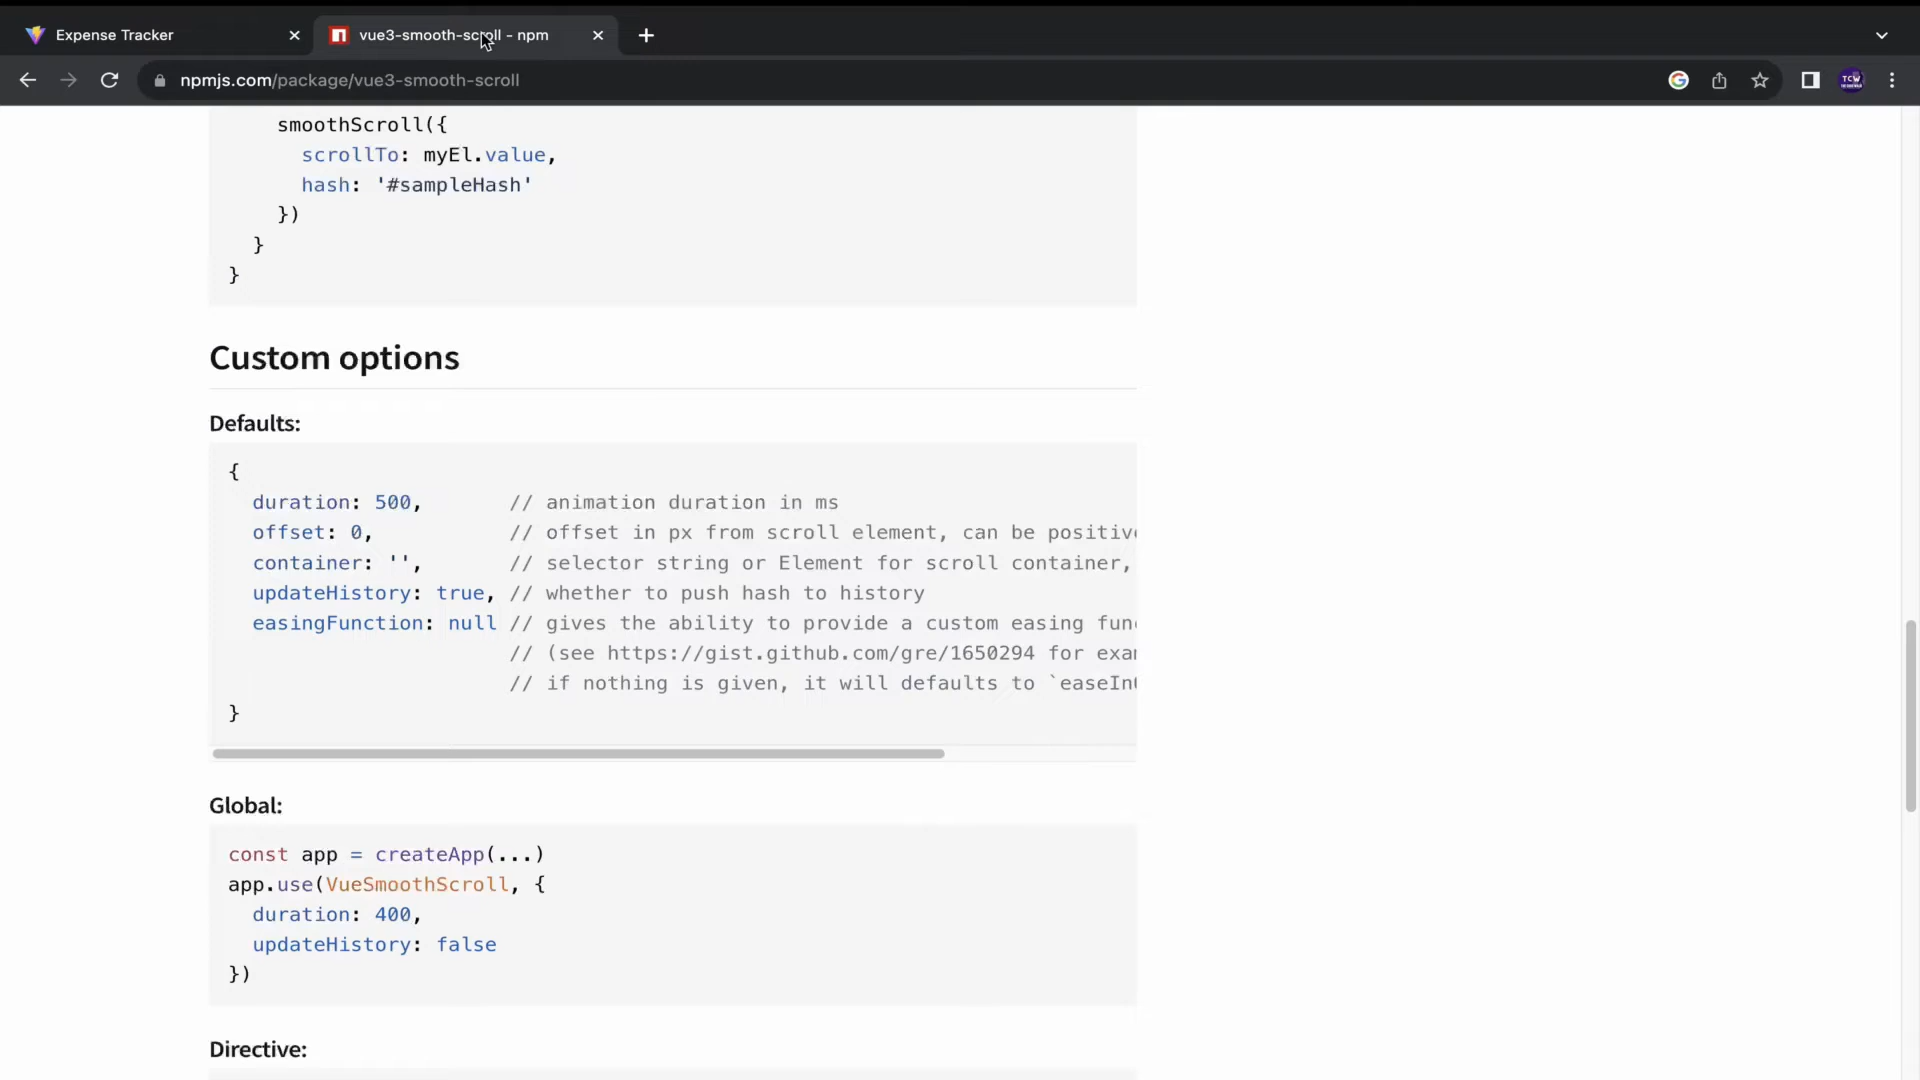 Expense Tracker
vue3-smooth-scroll - npm
npmjs.com/package/vue3-smooth-scroll
TCW
smoothScroll({
scrollTo: myEl.value,
hash: '#sampleHash'
})
}
}
Custom options
Defaults:
{
duration: 500, // animation duration in ms
offset: 0, // offset in px from scroll element, can be positive
container: '', // selector string or Element for scroll container,
updateHistory: true, // whether to push hash to history
easingFunction: null // gives the ability to provide a custom easing fun
// (see https://gist.github.com/gre/1650294 for exam
// if nothing is given, it will defaults to `easeIn
}
Global:
const app = createApp(...)
app.use(VueSmoothScroll, {
duration: 400,
updateHistory: false
})
Directive: